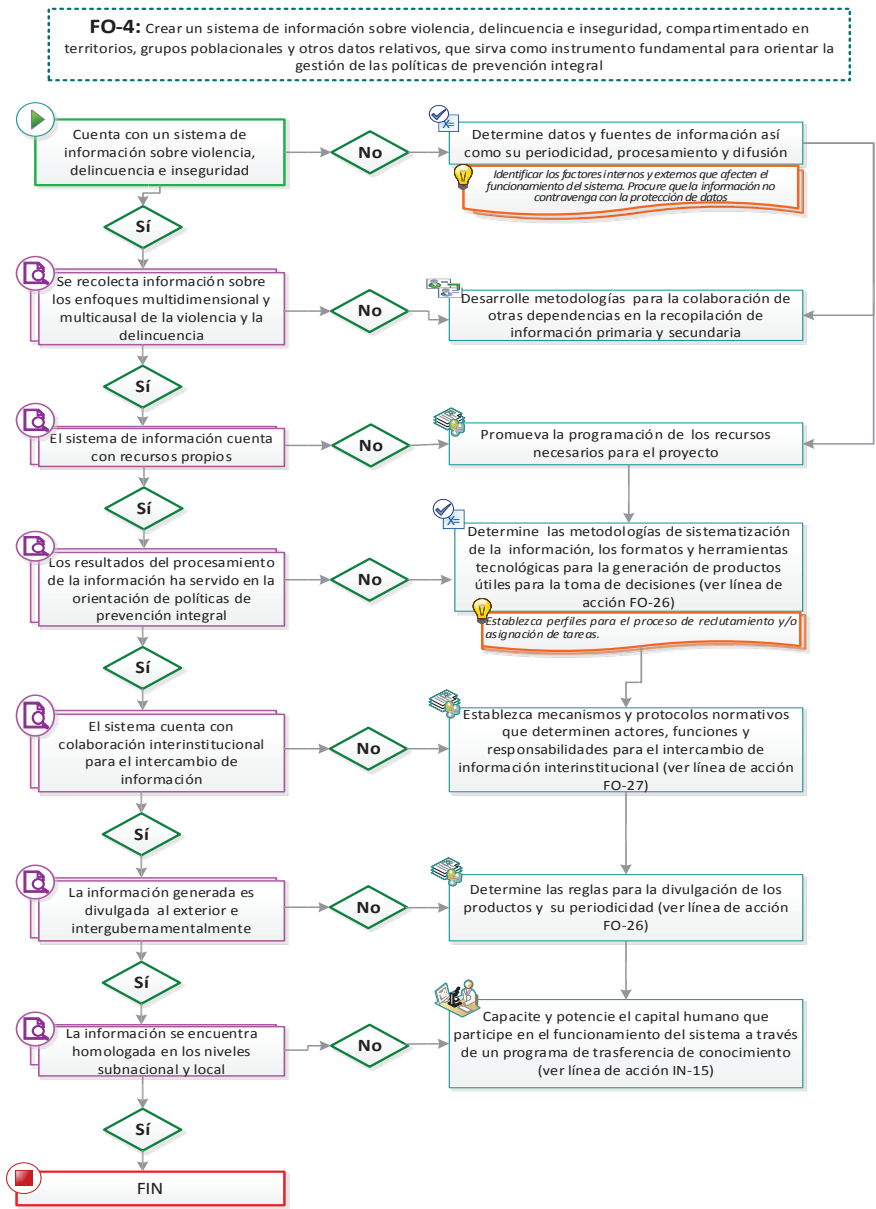 FO-4: Crear un sistema de información sobre violencia, delincuencia e inseguridad, compartimentado en
territorios, grupos poblacionales y otros datos relativos, que sirva como instrumento fundamental para orientar la
gestión de las políticas de prevención integral
Cuenta con un sistema de
información sobre violencia,
delincuencia e inseguridad
No
Determine datos y fuentes de información así
como su periodicidad, procesamiento y difusión
Identificar los factores internos y externos que afecten el
funcionamiento del sistema. Procure que la información no
contravenga con la protección de datos
Sí
Se recolecta información sobre
los enfoques multidimensional y
multicausal de la violencia y la
delincuencia
No
Desarrolle metodologías para la colaboración de
otras dependencias en la recopilación de
información primaria y secundaria
Sí
El sistema de información cuenta
con recursos propios
No
Promueva la programación de los recursos
necesarios para el proyecto
Sí
Los resultados del procesamiento
de la información ha servido en la
orientación de políticas de
prevención integral
No
Determine las metodologías de sistematización
de la información, los formatos y herramientas
tecnológicas para la generación de productos
útiles para la toma de decisiones (ver línea de
acción FO-26)
Establezca perfiles para el proceso de reclutamiento y/o
asignación de tareas.
Sí
El sistema cuenta con
colaboración interinstitucional
para el intercambio de
información
No
Establezca mecanismos y protocolos normativos
que determinen actores, funciones y
responsabilidades para el intercambio de
información interinstitucional (ver línea de acción
FO-27)
Sí
La información generada es
divulgada al exterior e
intergubernamentalmente
No
Determine las reglas para la divulgación de los
productos y su periodicidad (ver línea de acción
FO-26)
Sí
La información se encuentra
homologada en los niveles
subnacional y local
No
Capacite y potencie el capital humano que
participe en el funcionamiento del sistema a través
de un programa de trasferencia de conocimiento
(ver línea de acción IN-15)
Sí
FIN